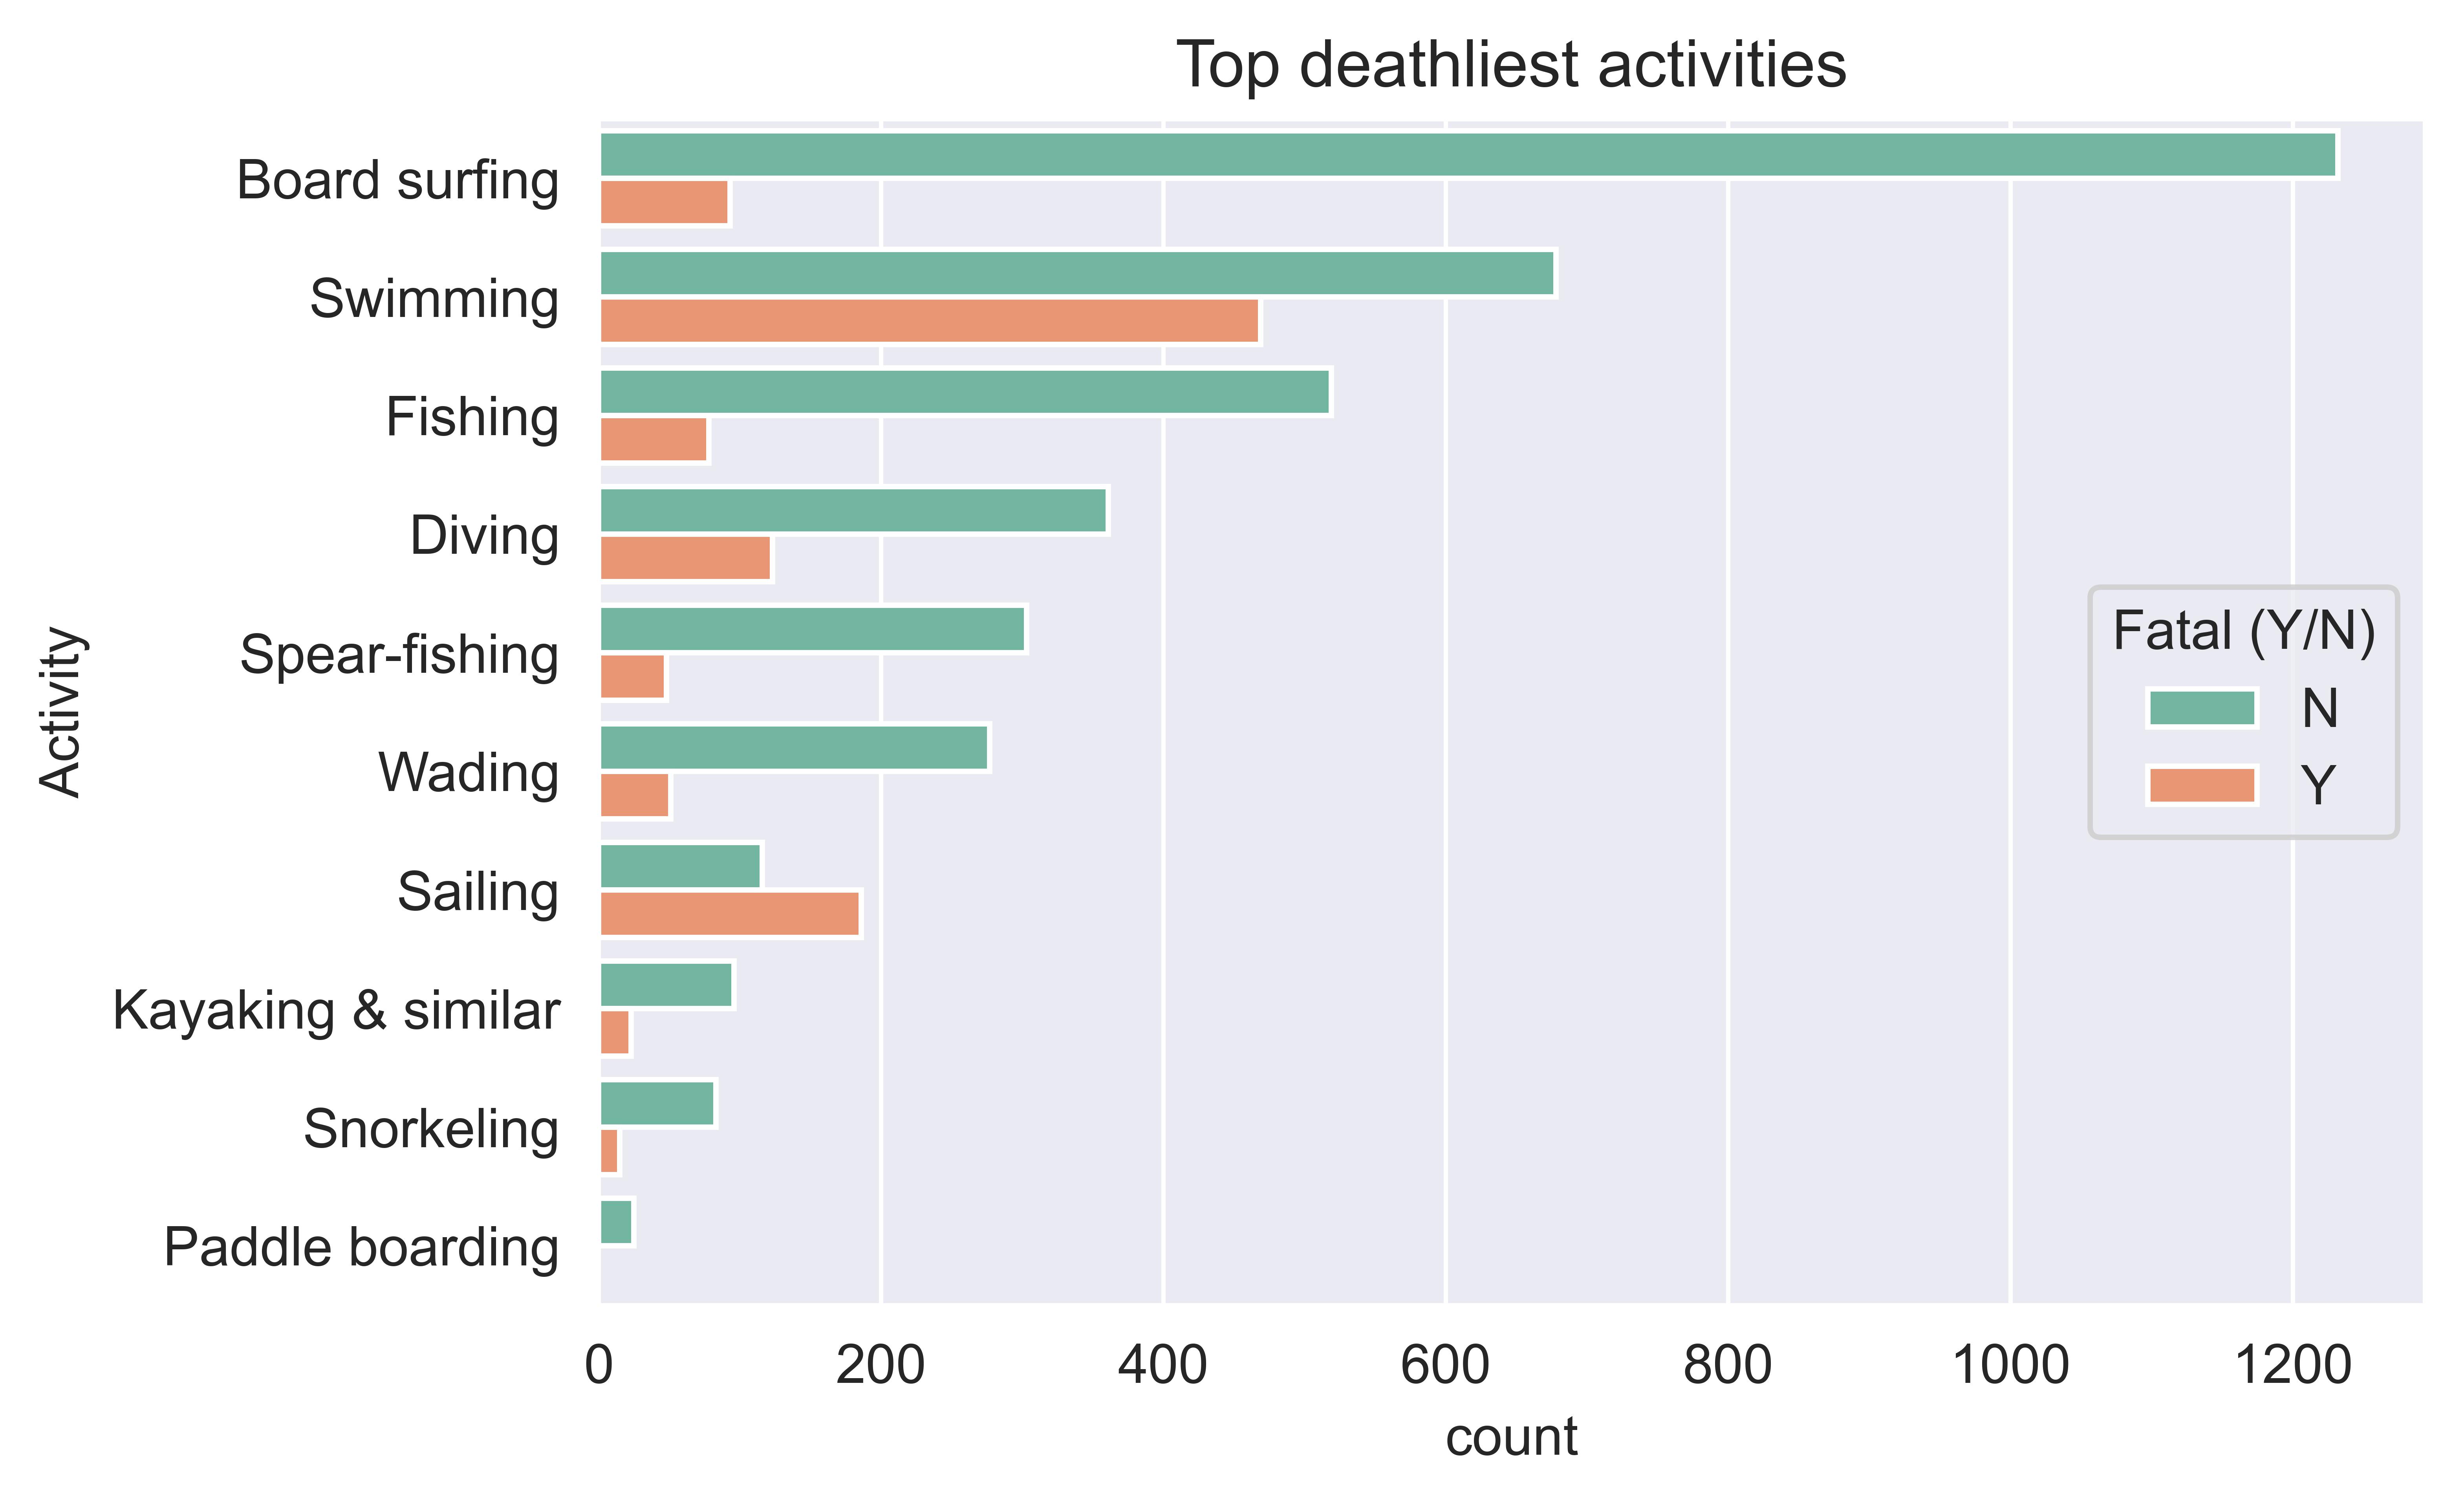 Top deathliest activities
Board surfing
Swimming
Fishing
Diving
Spear-fishing
Wading
Sailing
Kayaking & similar
Snorkeling
Paddle boarding
Activity
Fatal (Y/N)
N
Y
0 200 400 600 800 1000 1200
count